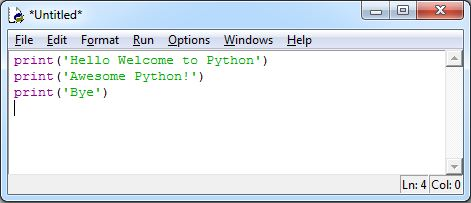 *Untitled*
File Edit Format Run Options Windows Help
print('Hello Welcome to Python')
print('Awesome Python!')
print('Bye')
Ln: 4 Col: 0